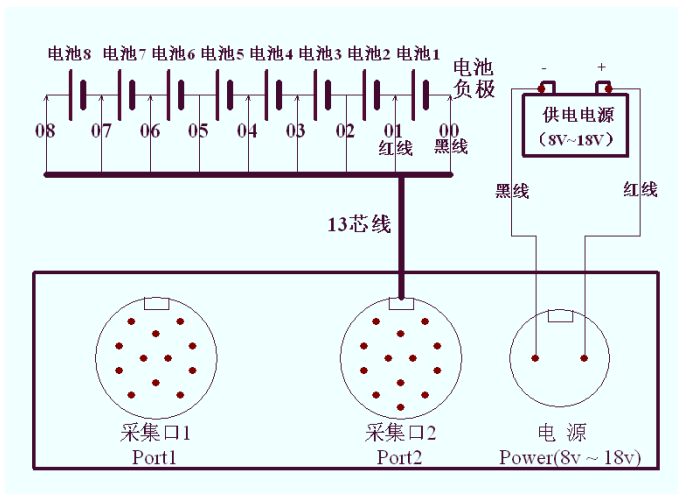 电池8 电池7 电池6 电池5 电池4 电池3 电池2 电池1
电池
负极
- +
供电电源
（8V~18V）
08 07 06 05 04 03 02 01 00
红线 黑线
黑线 红线
13芯线
采集口1 采集口2 电 源
Port1 Port2 Power(8v ~ 18v)